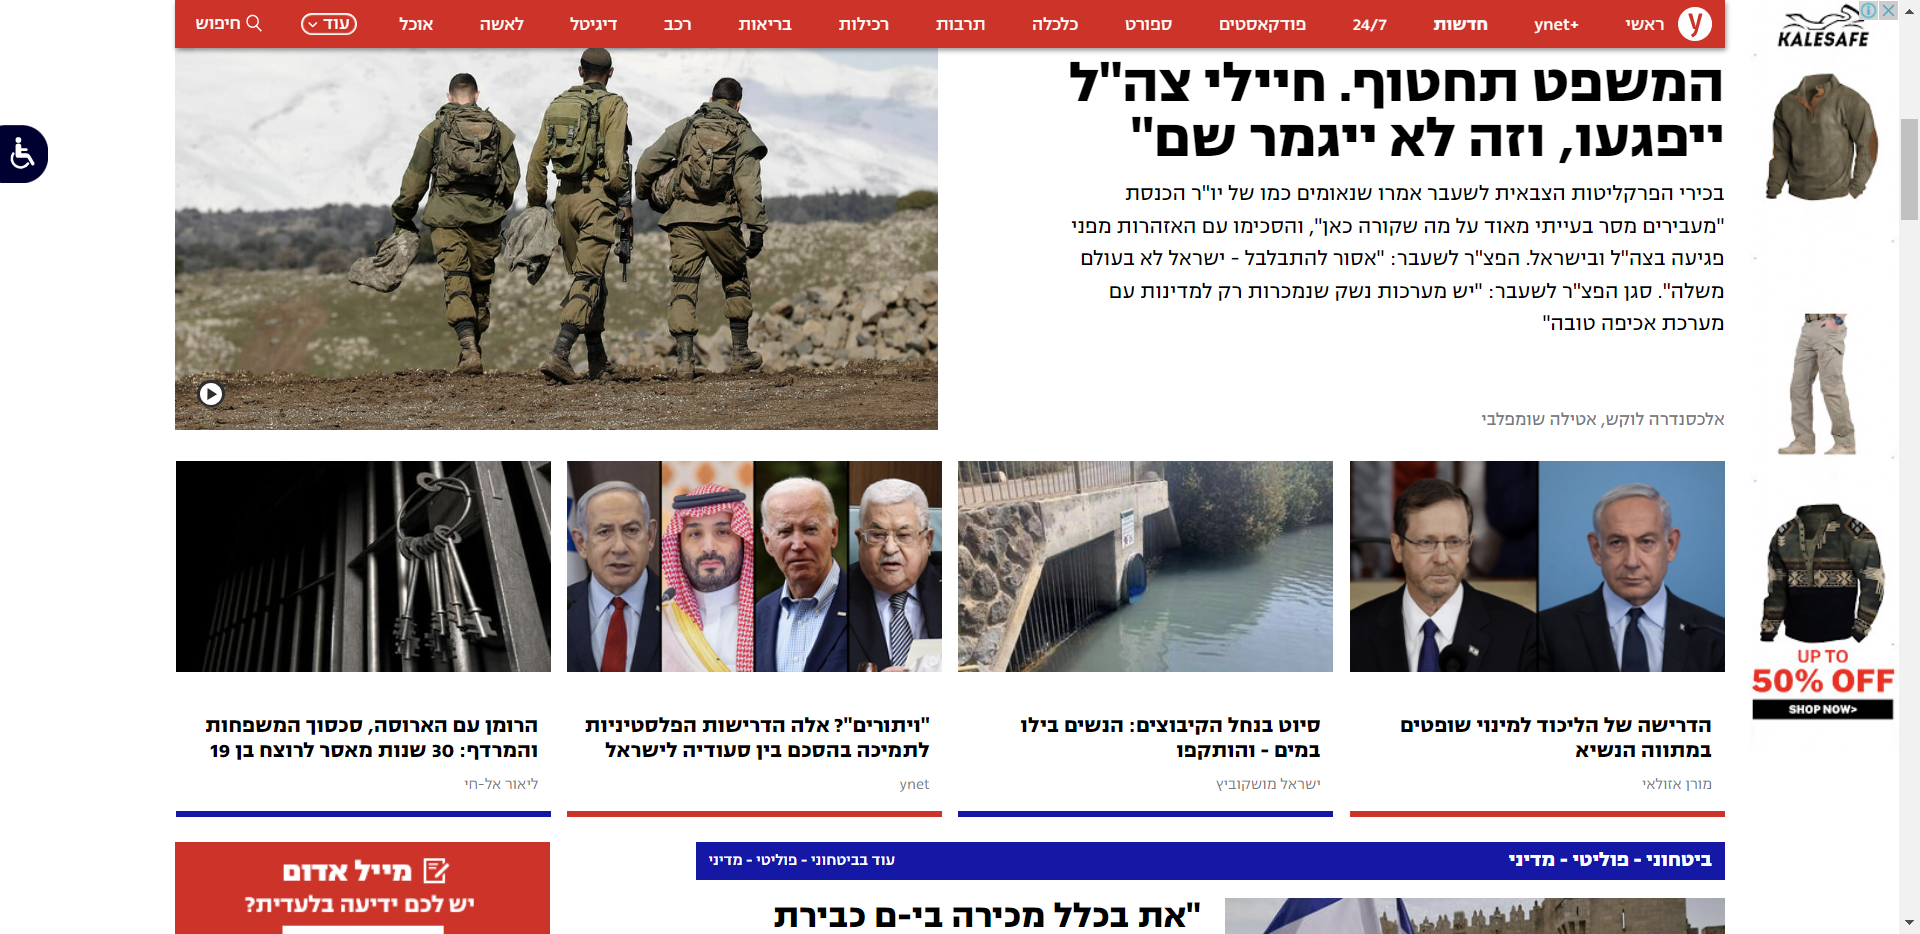 ראשי
ynet+
חדשות
24/7
פודקאסטים
ספורט
כלכלה
תרבות
רכילות
בריאות
רכב
דיגיטל
לאשה
אוכל
עוד
חיפוש
המשפט תחטוף. חיילי צה"ל
ייפגעו, וזה לא ייגמר שם"
בכירי הפרקליטות הצבאית לשעבר אמרו שנאומים כמו של יו"ר הכנסת
"מעבירים מסר בעייתי מאוד על מה שקורה כאן", והסכימו עם האזהרות מפני
פגיעה בצה"ל ובישראל. הפצ"ר לשעבר: "אסור להתבלבל - ישראל לא בעולם
משלה". סגן הפצ"ר לשעבר: "יש מערכות נשק שנמכרות רק למדינות עם
מערכת אכיפה טובה"
אלכסנדרה לוקש, אטילה שומפלבי
הדרישה של הליכוד למינוי שופטים
במתווה הנשיא
מורן אזולאי
סיוט בנחל הקיבוצים: הנשים בילו
במים - והותקפו
ישראל מושקוביץ
"ויתורים"? אלה הדרישות הפלסטיניות
לתמיכה בהסכם בין סעודיה לישראל
ynet
הרומן עם הארוסה, סכסוך המשפחות
והמרדף: 30 שנות מאסר לרוצח בן 19
ליאור אל-חי
ביטחוני - פוליטי - מדיני
עוד בביטחוני - פוליטי - מדיני
"את בכלל מכירה בי-ם כבירת
מייל אדום
יש לכם ידיעה בלעדית?
KALESAFE
UP TO
50% OFF
SHOP NOW>